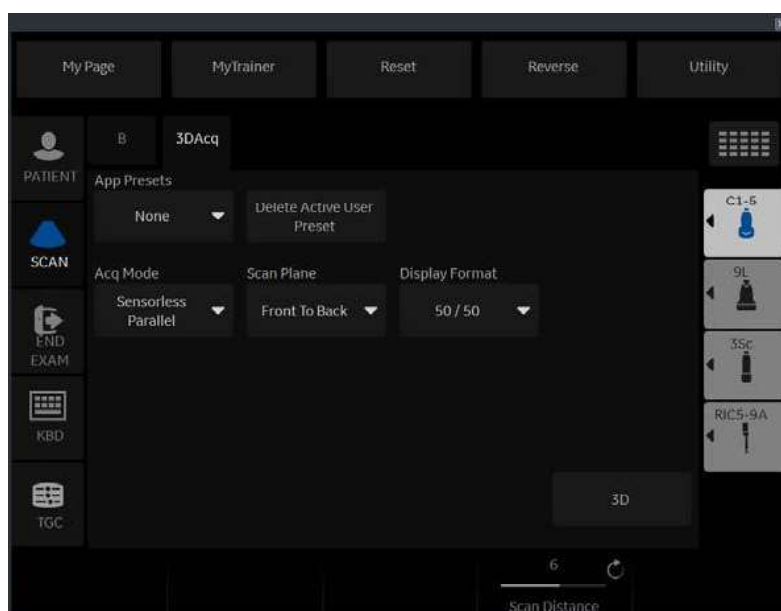 My Page
MyTrainer
Reset
Reverse
Utility
PATIENT
SCAN
END
EXAM
KBD
TGC
B
3DAcq
App Presets
None
Delete Active User
Preset
Acq Mode
Scan Plane
Display Format
Sensorless
Parallel
Front To Back
50 / 50
3D
C1-5
9L
3Sc
RIC5-9A
6
Scan Distance